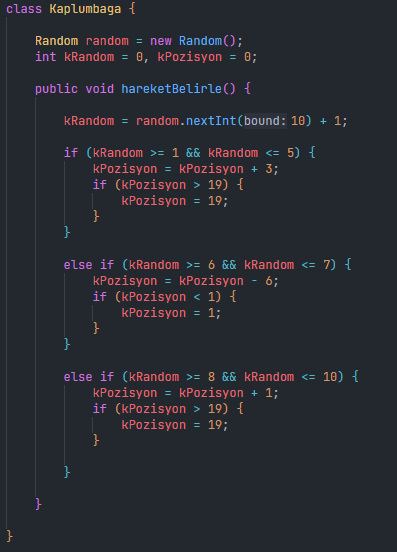 class Kaplumbaga {
Random random = new Random();
int kRandom = 0, kPozisyon = 0;
public void hareketBelirle() {
kRandom = random.nextInt( bound: 10) + 1;
if (kRandom >= 1 && kRandom <= 5) {
kPozisyon = kPozisyon + 3;
if (kPozisyon > 19) {
kPozisyon = 19;
}
}
else if (kRandom >= 6 && kRandom <= 7) {
kPozisyon = kPozisyon - 6;
if (kPozisyon < 1) {
kPozisyon = 1;
}
}
else if (kRandom >= 8 && kRandom <= 10) {
kPozisyon = kPozisyon + 1;
if (kPozisyon > 19) {
kPozisyon = 19;
}
}
}
}